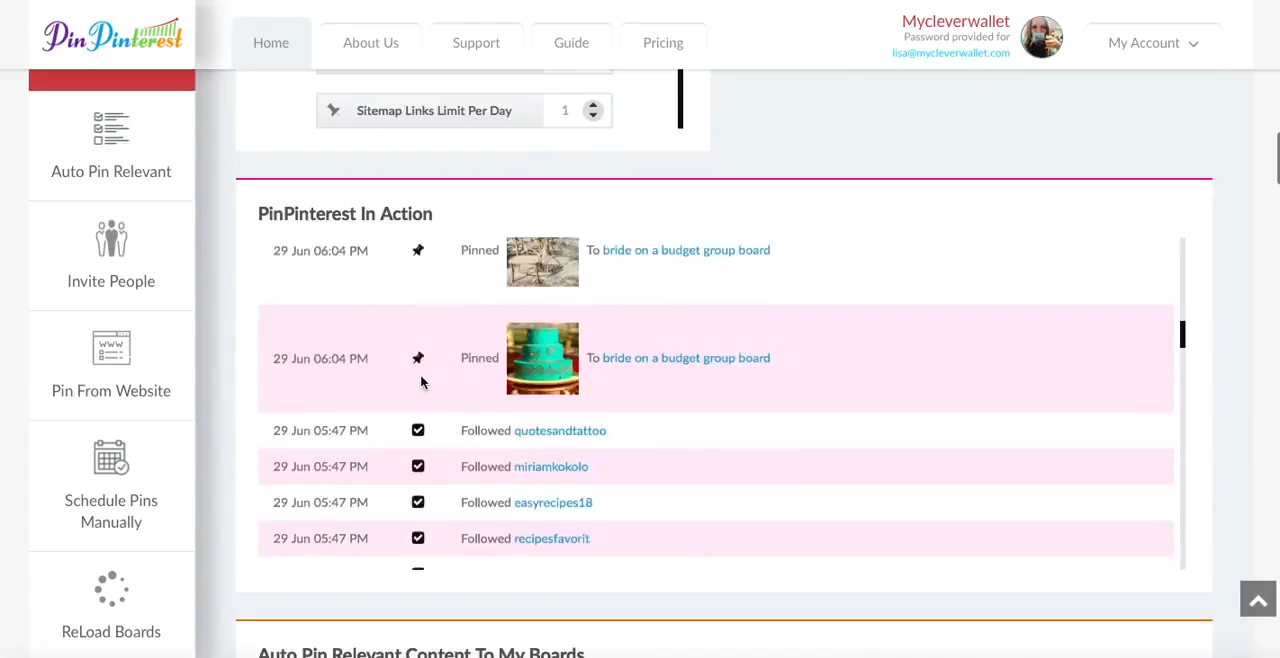 PinPinterest
Home
About Us
Support
Guide
Pricing
Mycleverwallet
Password provided for
lisa@mycleverwallet.com
My Account
Auto Pin Relevant
Invite People
WWW
Pin From Website
Schedule Pins
Manually
ReLoad Boards
Sitemap Links Limit Per Day 1
PinPinterest In Action
29 Jun 06:04 PM Pinned To bride on a budget group board
29 Jun 06:04 PM Pinned To bride on a budget group board
29 Jun 05:47 PM Followed quotesandtattoo
29 Jun 05:47 PM Followed miriamkokolo
29 Jun 05:47 PM Followed easyrecipes18
29 Jun 05:47 PM Followed recipesfavorit
Auto Pin Relevant Content To My Boards